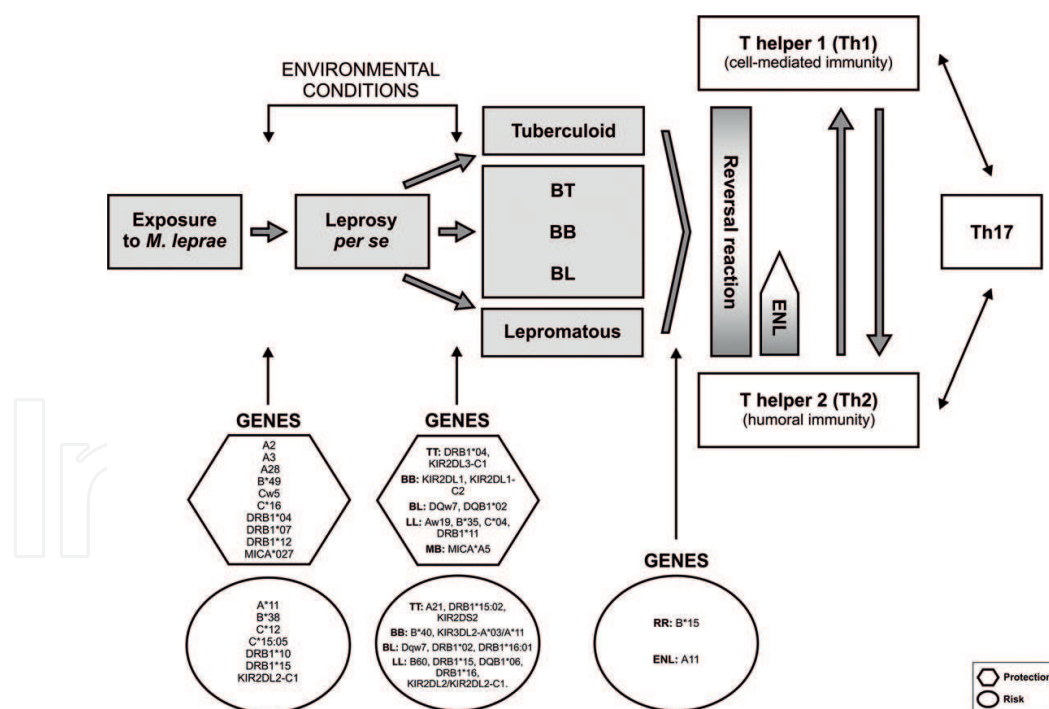 ENVIRONMENTAL
CONDITIONS
Exposure
to M. leprae
Leprosy
per se
Tuberculoid
BT
BB
BL
Lepromatous
Reversal reaction
ENL
T helper 1 (Th1)
(cell-mediated immunity)
Th17
T helper 2 (Th2)
(humoral immunity)
GENES
A2
A3
A28
B*49
Cw5
C*16
DRB1*04
DRB1*07
DRB1*12
MICA*027
A*11
B*38
C*12
C*15:05
DRB1*10
DRB1*15
KIR2DL2-C1
GENES
TT: DRB1*04,
KIR2DL3-C1
BB: KIR2DL1, KIR2DL1-
C2
BL: DQw7, DQB1*02
LL: Aw19, B*35, C*04,
DRB1*11
MB: MICA*A5
TT: A21, DRB1*15:02,
KIR2DS2
BB: B*40, KIR3DL2-A*03/A*11
BL: Dqw7, DRB1*02, DRB1*16:01
LL: B60, DRB1*15, DQB1*06,
DRB1*16,
KIR2DL2/KIR2DL2-C1.
GENES
RR: B*15
ENL: A11
Protection
Risk